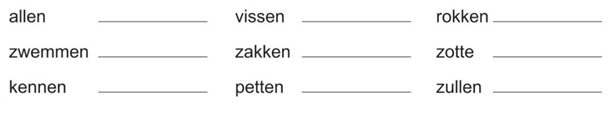 allen vissen rokken
zwemmen zakken zotte
kennen petten zullen